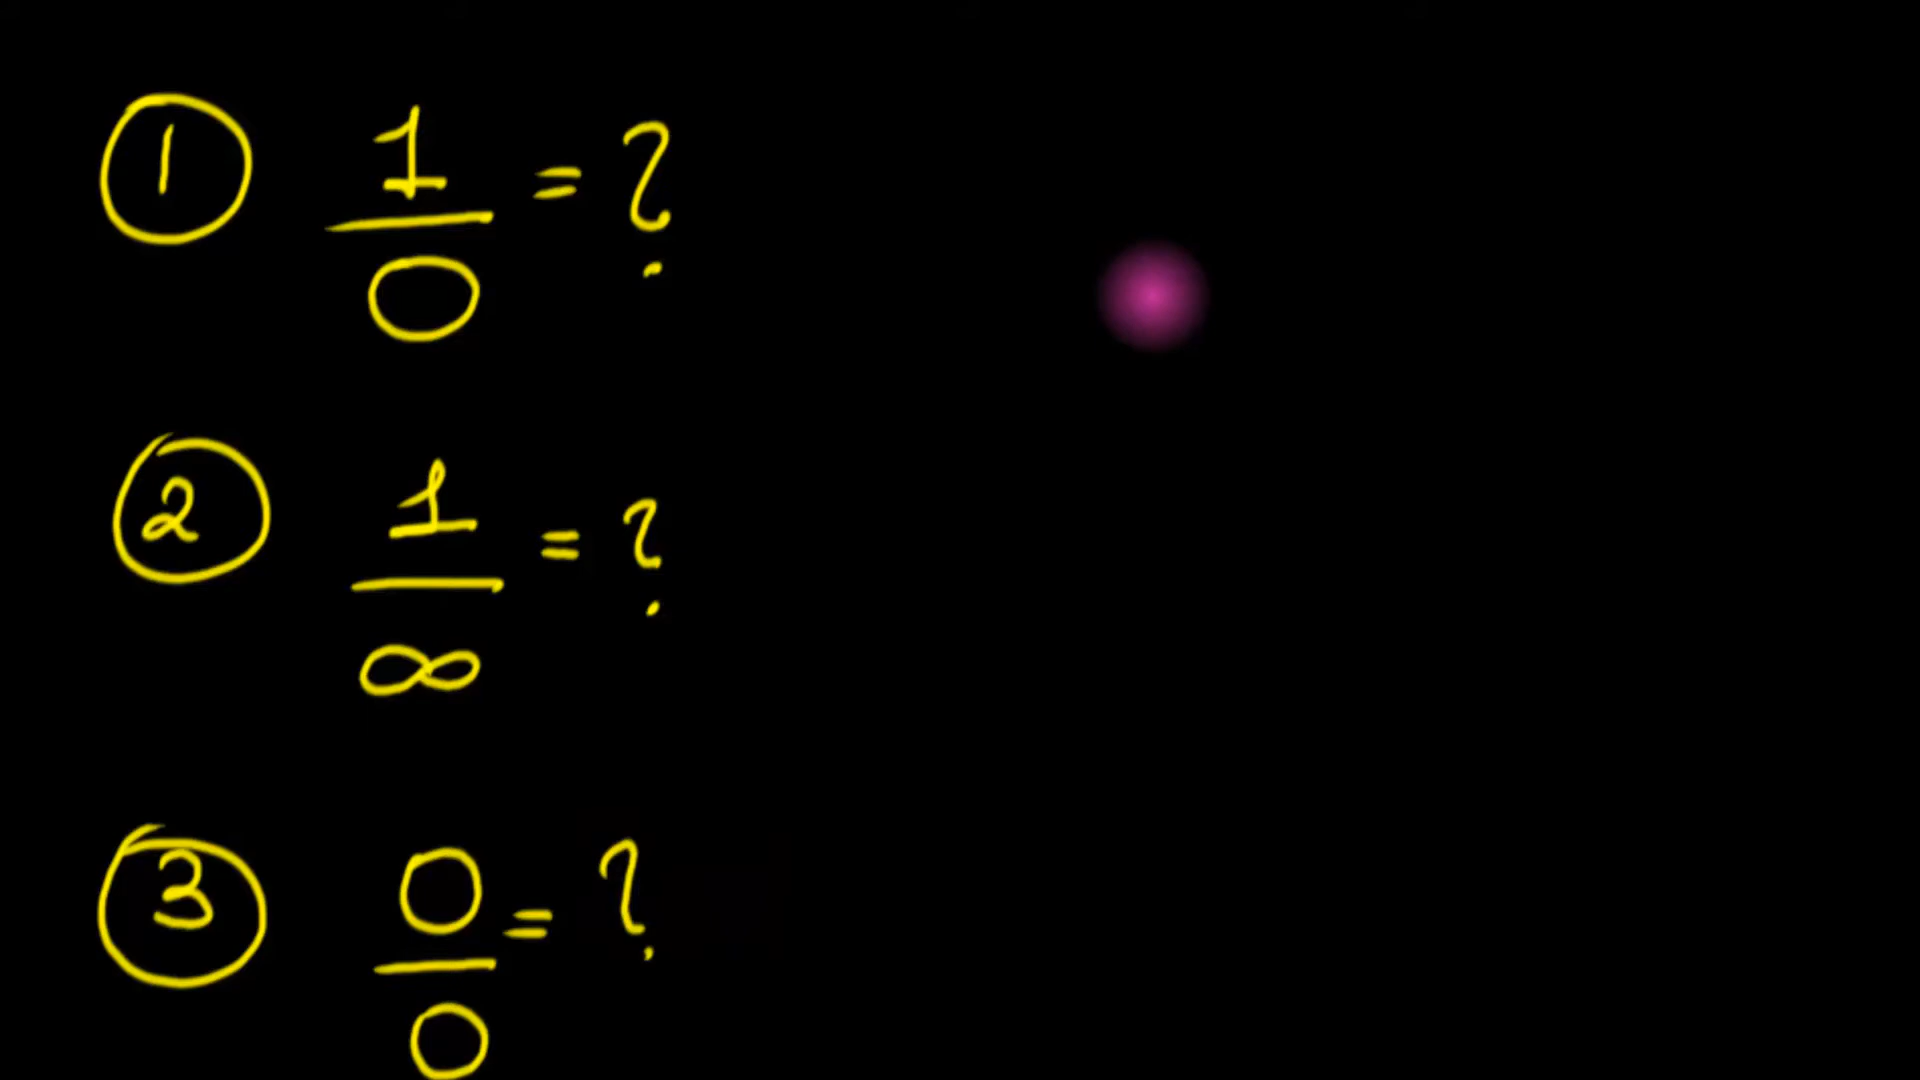 ① 1/0 = ?
② 1/∞ = ?
③ 0/0 = ?